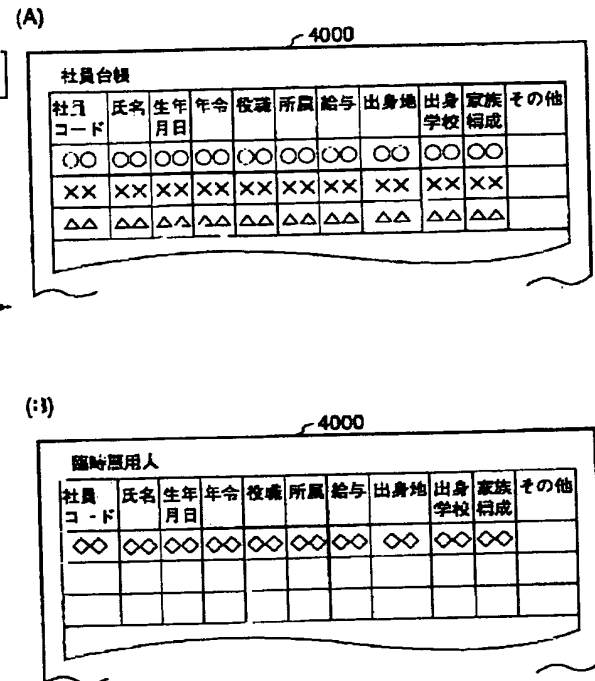 (A)
4000
社員台帳
社員コード 氏名 生年月日 年令 役職 所属 給与 出身地 出身学校 家族構成 その他
○○ ○○ ○○ ○○ ○○ ○○ ○○ ○○ ○○ ○○
×× ×× ×× ×× ×× ×× ×× ×× ×× ××
△△ △△ △△ △△ △△ △△ △△ △△ △△ △△
(B)
4000
臨時雇用人
社員コード 氏名 生年月日 年令 役職 所属 給与 出身地 出身学校 家族構成 その他
◇◇ ◇◇ ◇◇ ◇◇ ◇◇ ◇◇ ◇◇ ◇◇ ◇◇ ◇◇